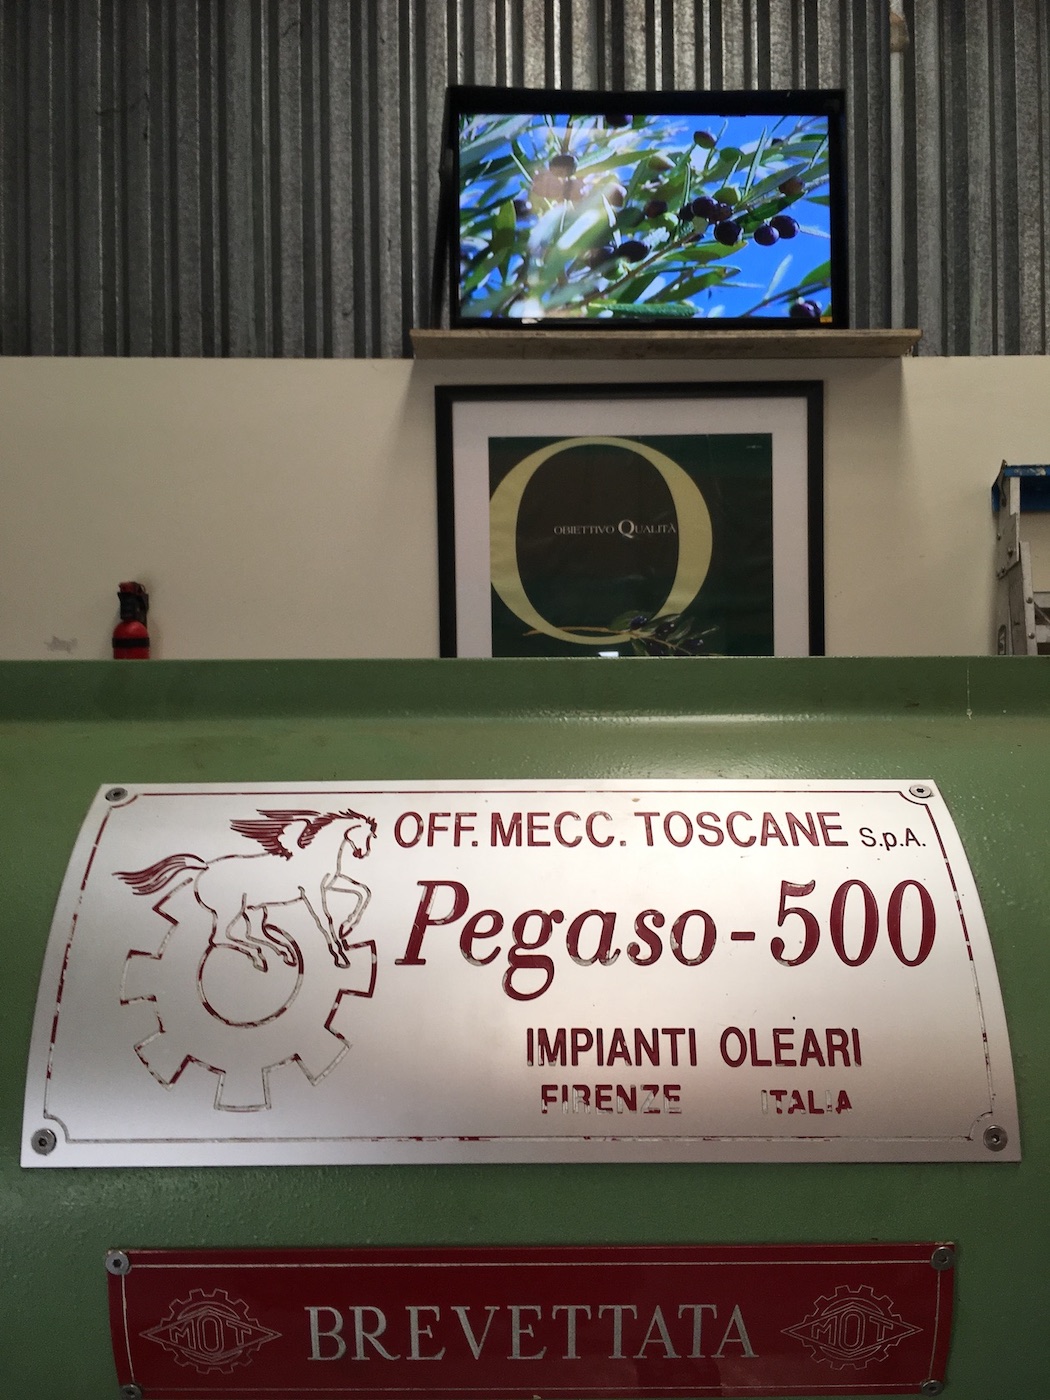 OBIETTIVO QUALITÀ
OFF. MECC. TOSCANE S.p.A.
Pegaso-500
IMPIANTI OLEARI
FIRENZE ITALIA
MOT BREVETTATA MOT